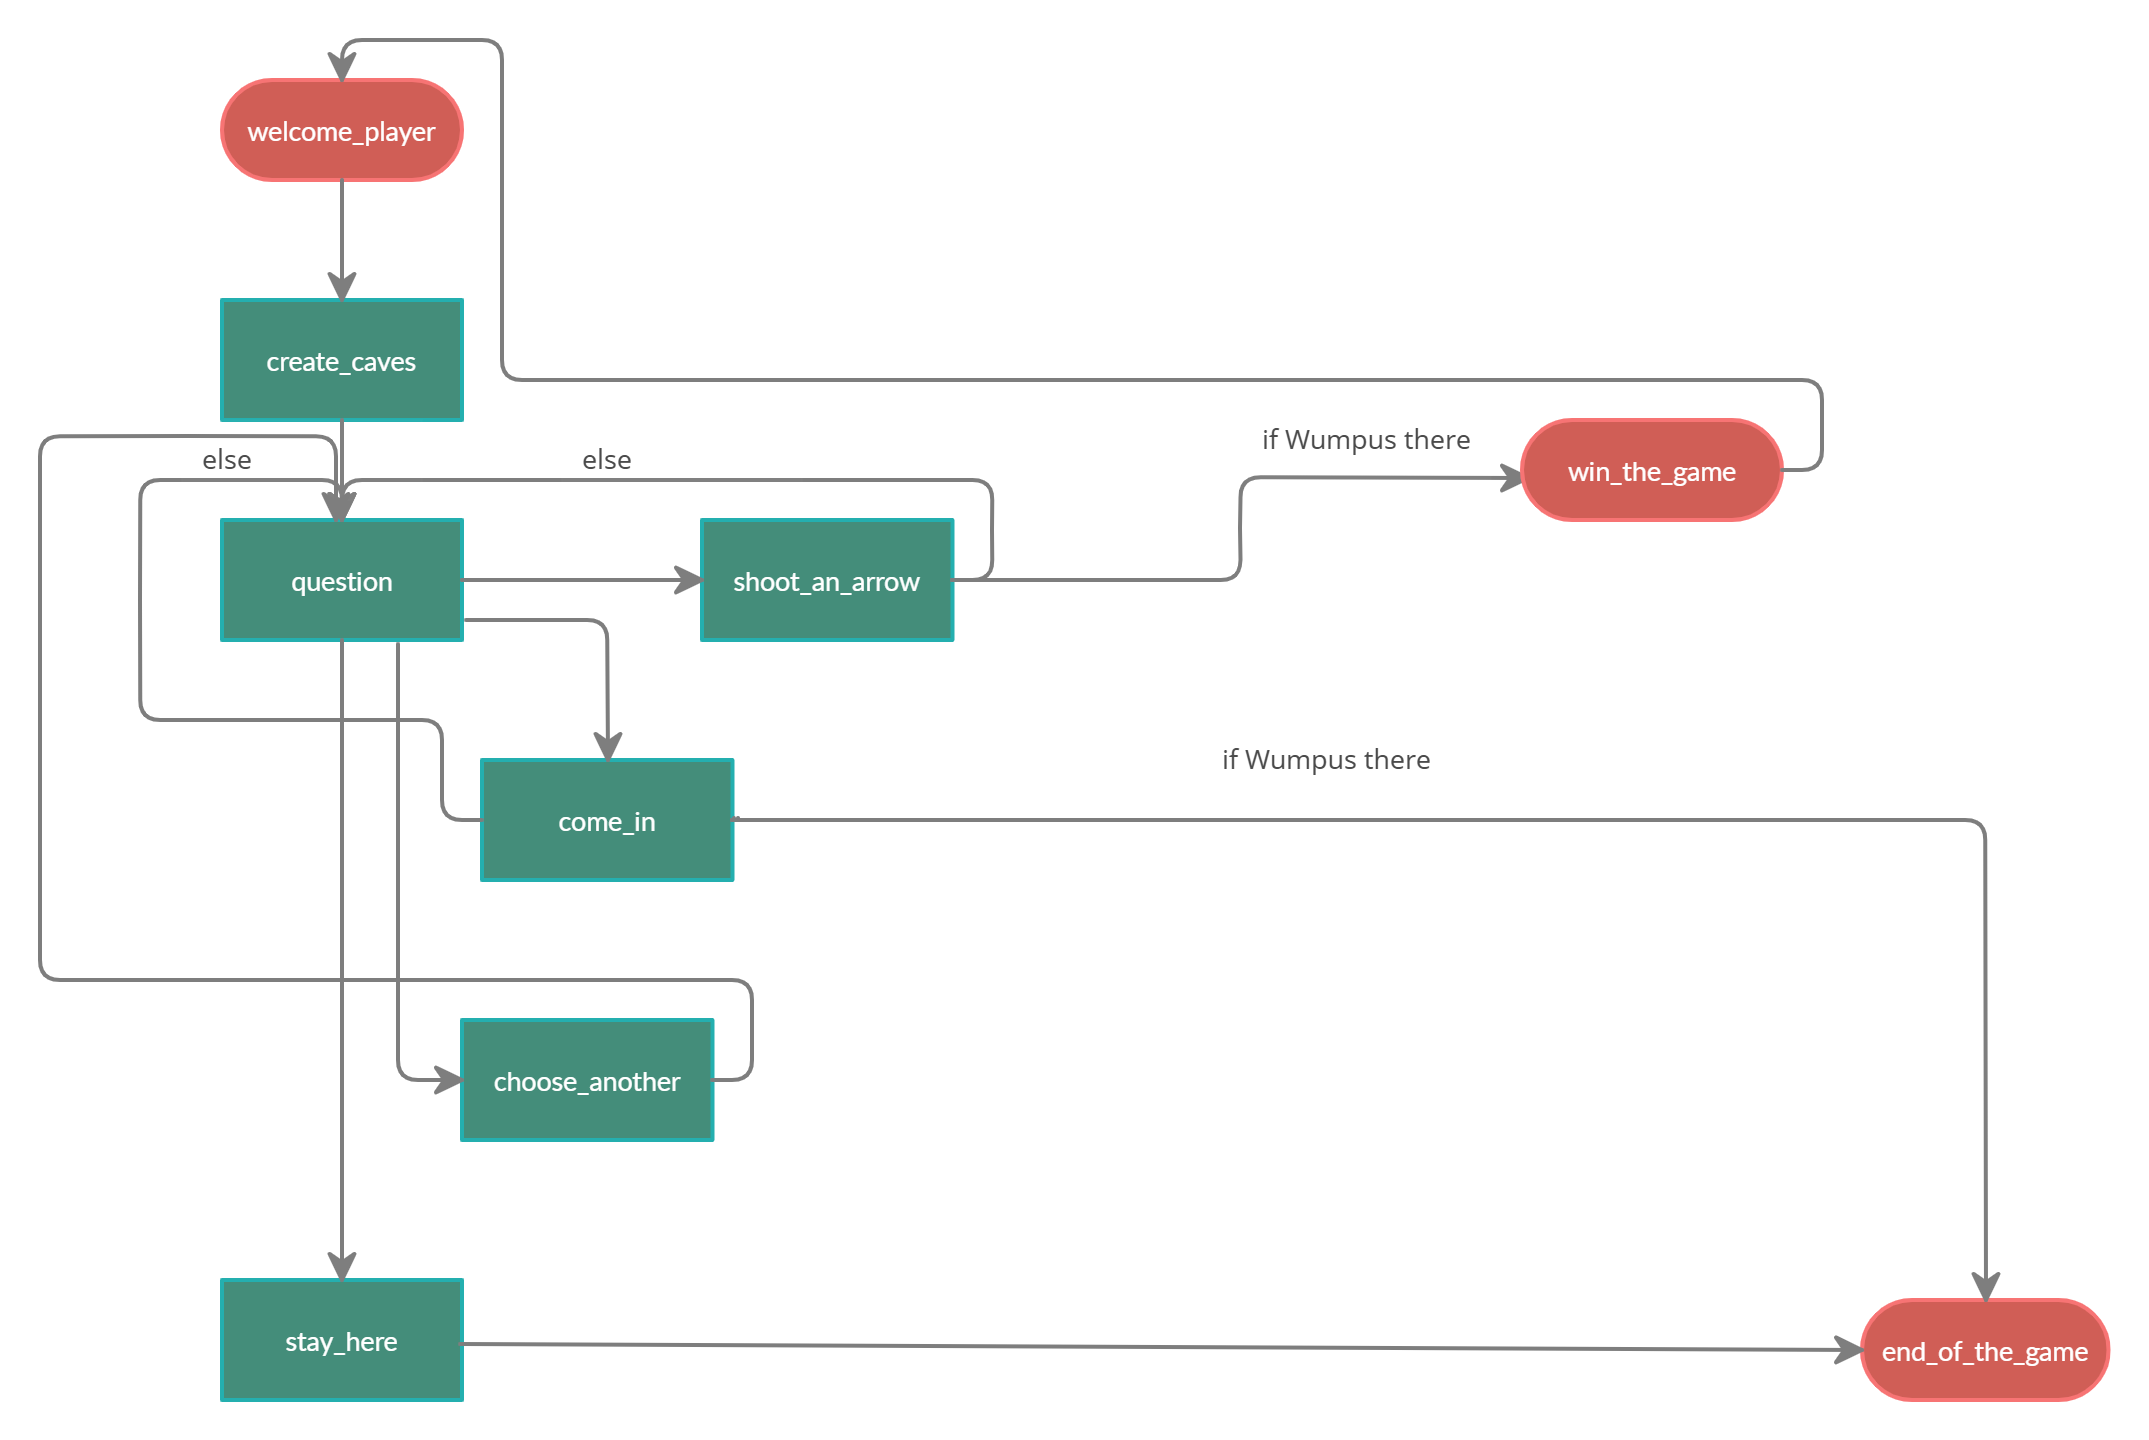 welcome_player
create_caves
else
else
if Wumpus there
win_the_game
question
shoot_an_arrow
if Wumpus there
come_in
choose_another
stay_here
end_of_the_game